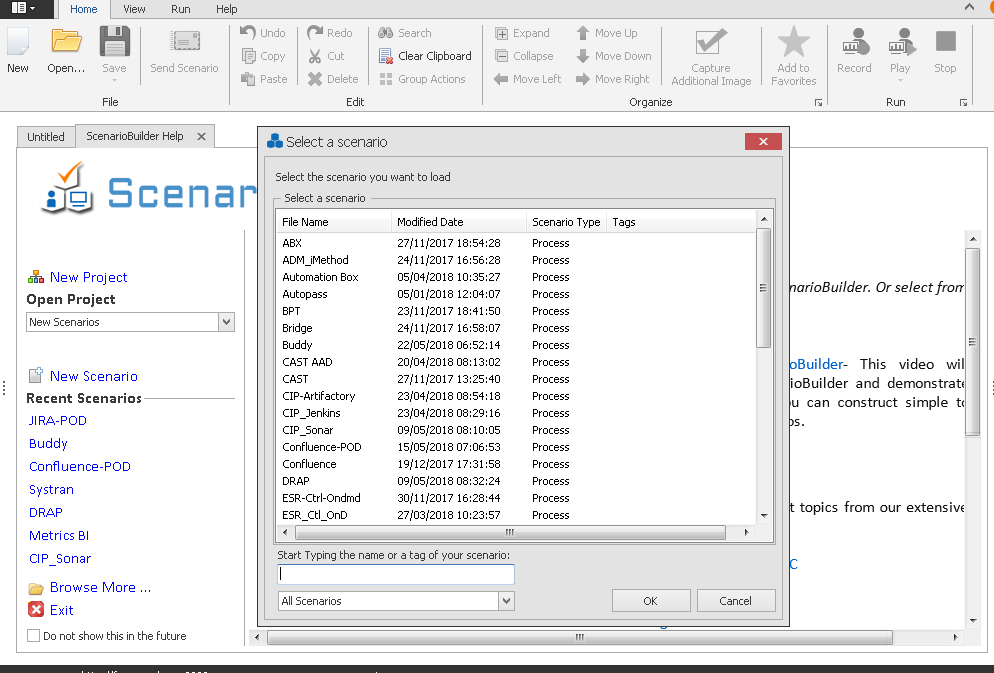 Home View Run Help
New Open... Save Send Scenario
Undo Redo Search
Copy Cut Clear Clipboard
Paste Delete Group Actions
Expand Move Up
Collapse Move Down
Move Left Move Right
Capture Additional Image
Add to Favorites
Record Play Stop
File Edit Organize Run
Untitled ScenarioBuilder Help
Scenar
New Project
Open Project
New Scenarios
New Scenario
Recent Scenarios
JIRA-POD
Buddy
Confluence-POD
Systran
DRAP
Metrics BI
CIP_Sonar
Browse More ...
Exit
Do not show this in the future
Select a scenario
Select the scenario you want to load
Select a scenario
File Name Modified Date Scenario Type Tags
ABX 27/11/2017 18:54:28 Process
ADM_iMethod 24/11/2017 16:56:28 Process
Automation Box 05/04/2018 10:35:27 Process
Autopass 05/01/2018 12:04:07 Process
BPT 23/11/2017 18:41:50 Process
Bridge 24/11/2017 16:58:07 Process
Buddy 22/05/2018 06:52:14 Process
CAST AAD 20/04/2018 08:13:02 Process
CAST 27/11/2017 13:25:40 Process
CIP-Artifactory 23/04/2018 08:54:18 Process
CIP_Jenkins 23/04/2018 08:29:16 Process
CIP_Sonar 09/05/2018 08:10:05 Process
Confluence-POD 15/05/2018 07:06:53 Process
Confluence 19/12/2017 17:31:58 Process
DRAP 09/05/2018 08:32:24 Process
ESR-Ctrl-Ondmd 30/11/2017 16:28:44 Process
ESR_Ctl_OnD 27/03/2018 10:23:57 Process
Start Typing the name or a tag of your scenario:
All Scenarios OK Cancel
narioBuilder. Or select from
oBuilder- This video wil
ioBuilder and demonstrate
u can construct simple to
os.
t topics from our extensive
C